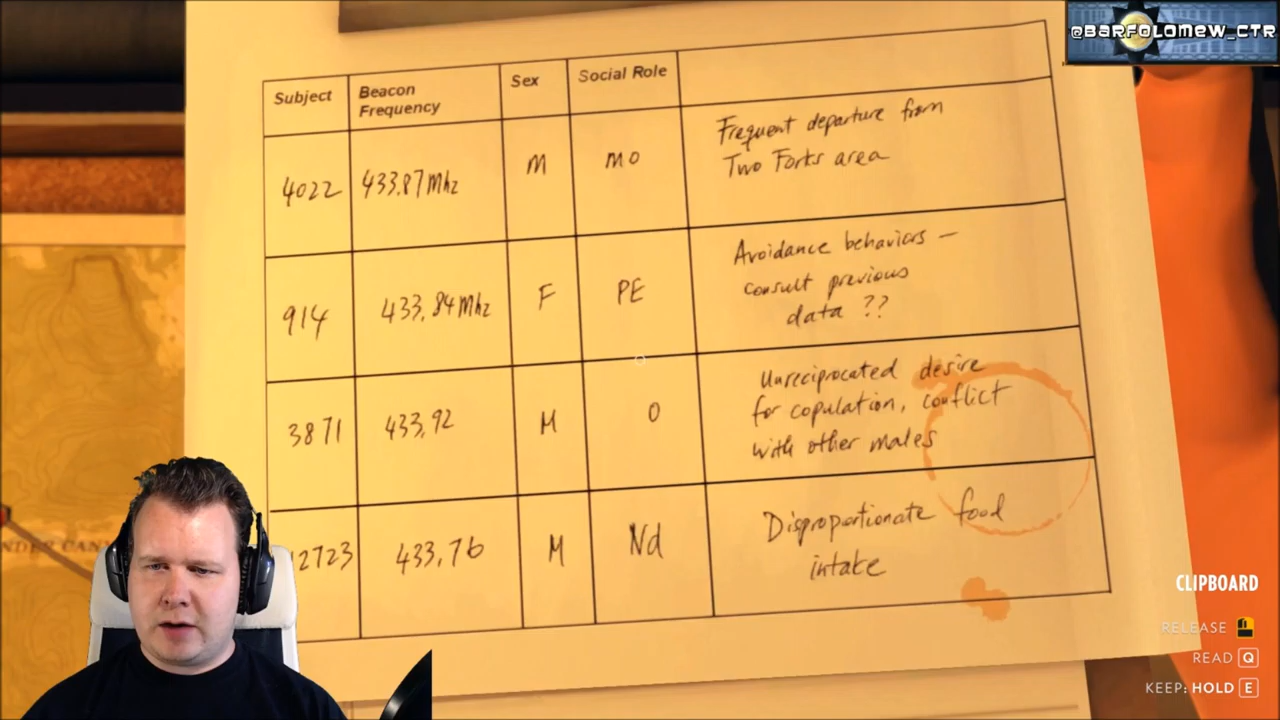 @BARFOLOMEW_CTR
Subject
Beacon
Frequency
Sex
Social Role
4022
433.87Mhz
M
MO
Frequent departure from
Two Forks area
914
433.84Mhz
F
PE
Avoidance behaviors –
consult previous
data ??
3871
433.92
M
O
Unreciprocated desire
for copulation, conflict
with other males
12723
433.76
M
Nd
Disproportionate food
intake
CLIPBOARD
RELEASE
READ Q
KEEP: HOLD E